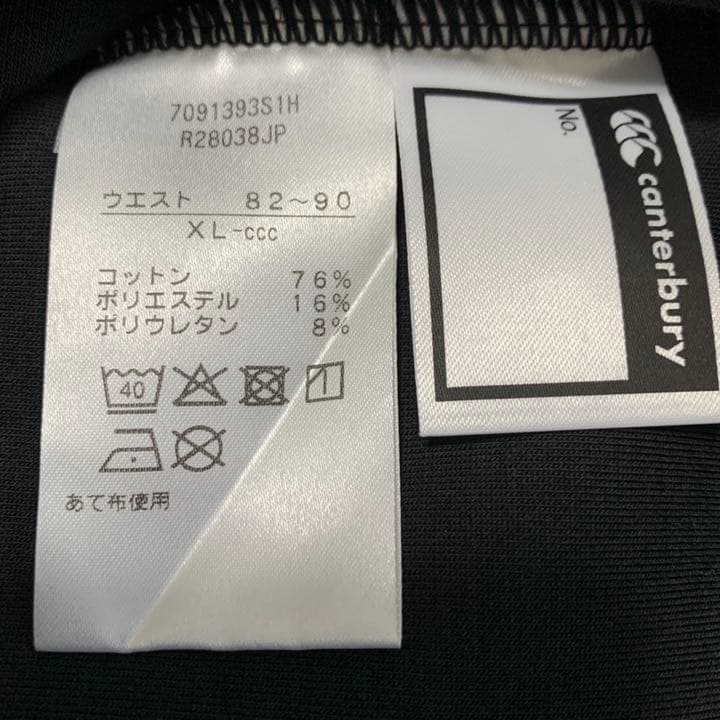 7091393S1H
R28038JP
ウエスト 82〜90
XL-ccc
コットン 76%
ポリエステル 16%
ポリウレタン 8%
40
あて布使用
No.
canterbury